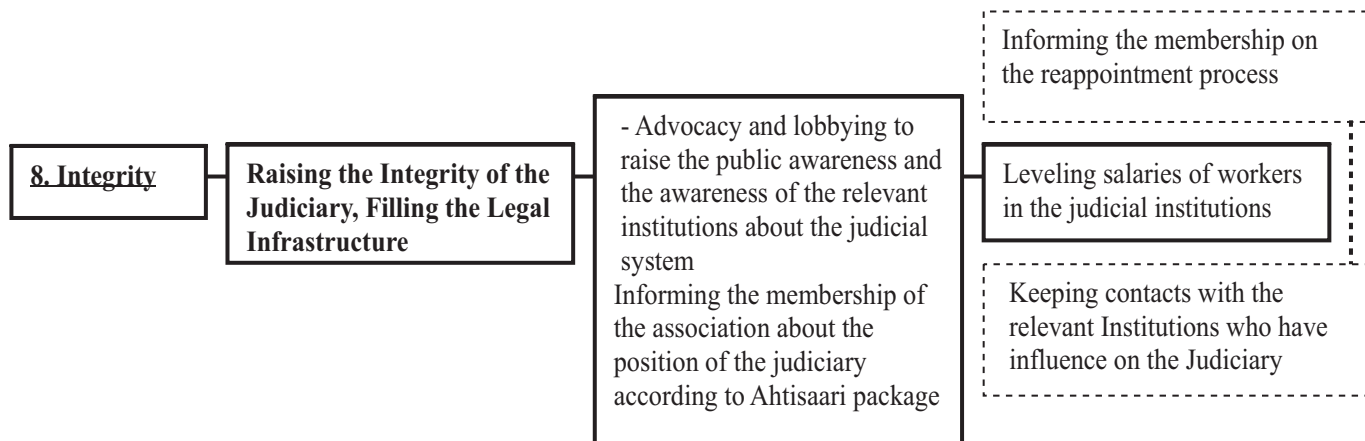 8. Integrity
Raising the Integrity of the
Judiciary, Filling the Legal
Infrastructure
- Advocacy and lobbying to
raise the public awareness and
the awareness of the relevant
institutions about the judicial
system
Informing the membership of
the association about the
position of the judiciary
according to Ahtisaari package
Informing the membership on
the reappointment process
Leveling salaries of workers
in the judicial institutions
Keeping contacts with the
relevant Institutions who have
influence on the Judiciary